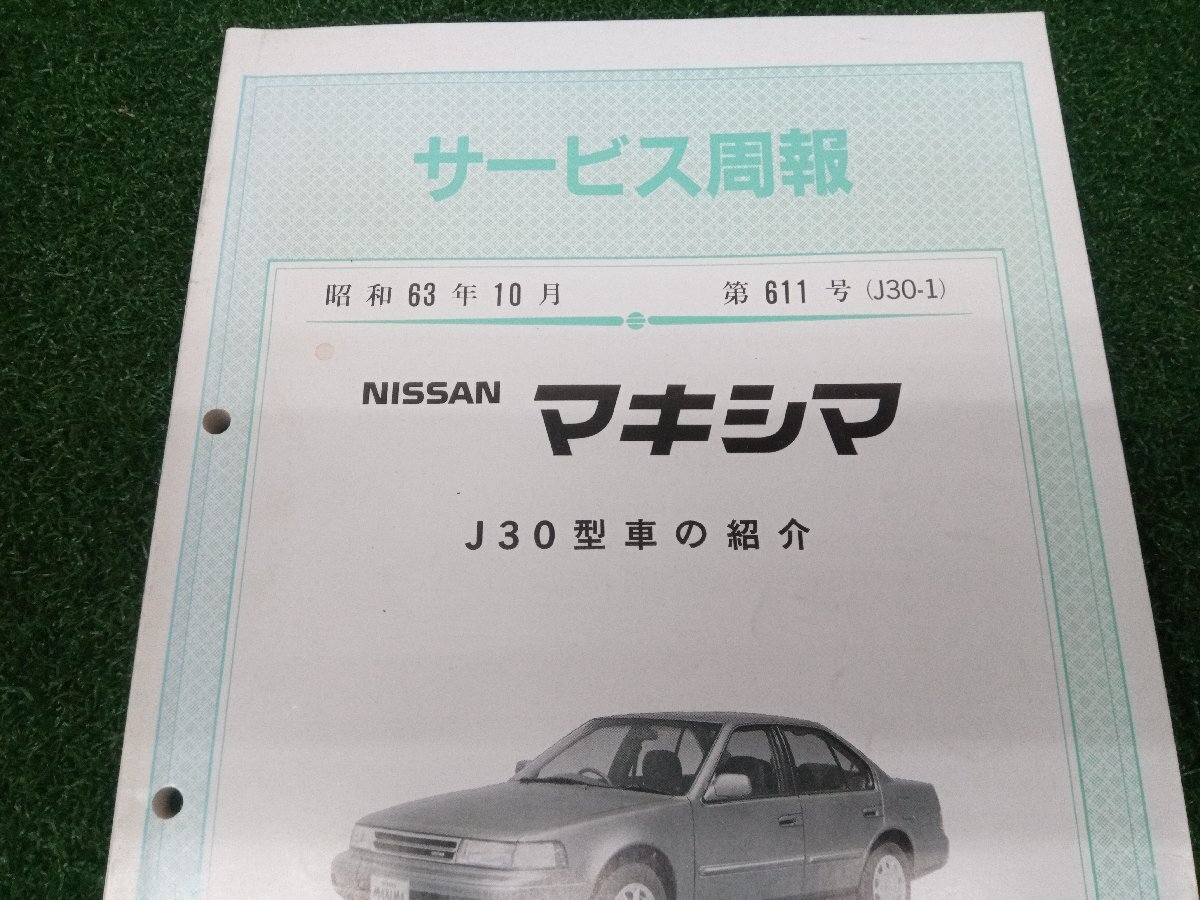 サービス周報
昭和63年10月 第611号(J30-1)
NISSAN マキシマ
J30型車の紹介
MAXIMA